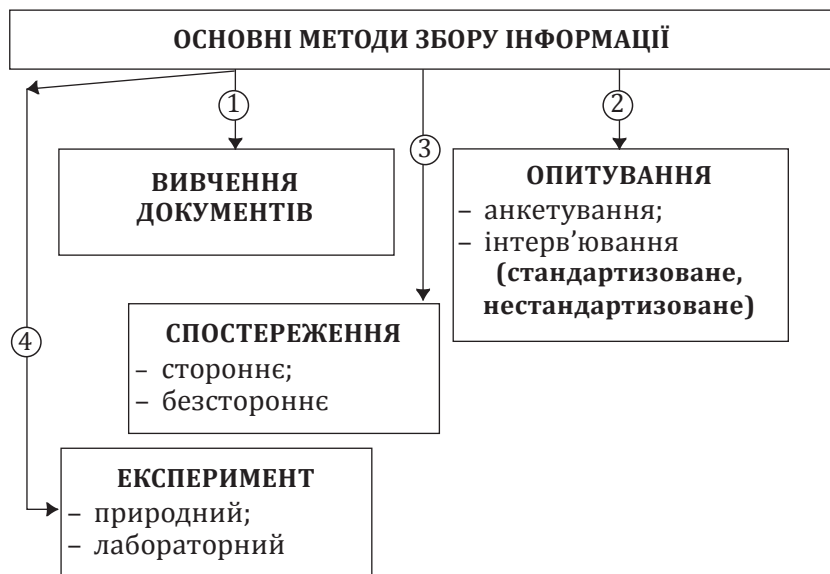 ОСНОВНІ МЕТОДИ ЗБОРУ ІНФОРМАЦІЇ
1
ВИВЧЕННЯ
ДОКУМЕНТІВ
2
ОПИТУВАННЯ
– анкетування;
– інтерв’ювання
(стандартизоване,
нестандартизоване)
3
СПОСТЕРЕЖЕННЯ
– стороннє;
– безстороннє
4
ЕКСПЕРИМЕНТ
– природний;
– лабораторний